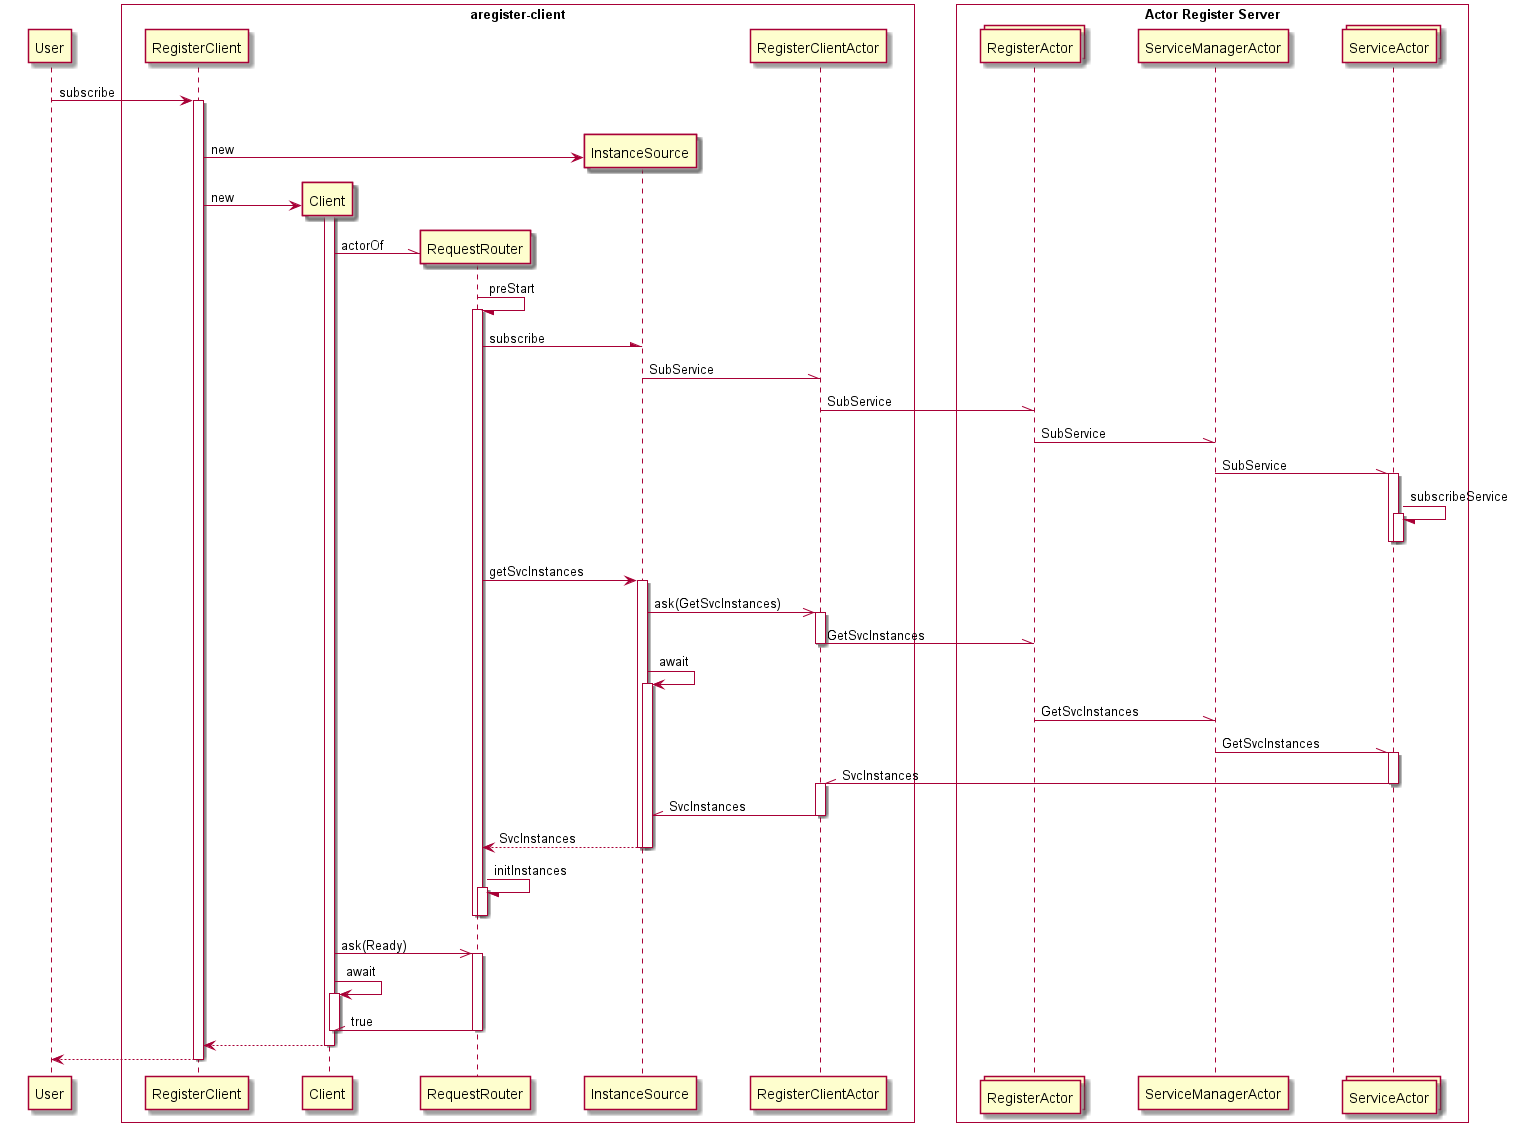 aregister-client
Actor Register Server
User
RegisterClient
RegisterClientActor
RegisterActor
ServiceManagerActor
ServiceActor
subscribe
new
InstanceSource
new
Client
actorOf
RequestRouter
preStart
subscribe
SubService
SubService
SubService
SubService
subscribeService
getSvcInstances
ask(GetSvcInstances)
GetSvcInstances
await
GetSvcInstances
GetSvcInstances
SvcInstances
SvcInstances
SvcInstances
initInstances
ask(Ready)
await
true
User
RegisterClient
Client
RequestRouter
InstanceSource
RegisterClientActor
RegisterActor
ServiceManagerActor
ServiceActor